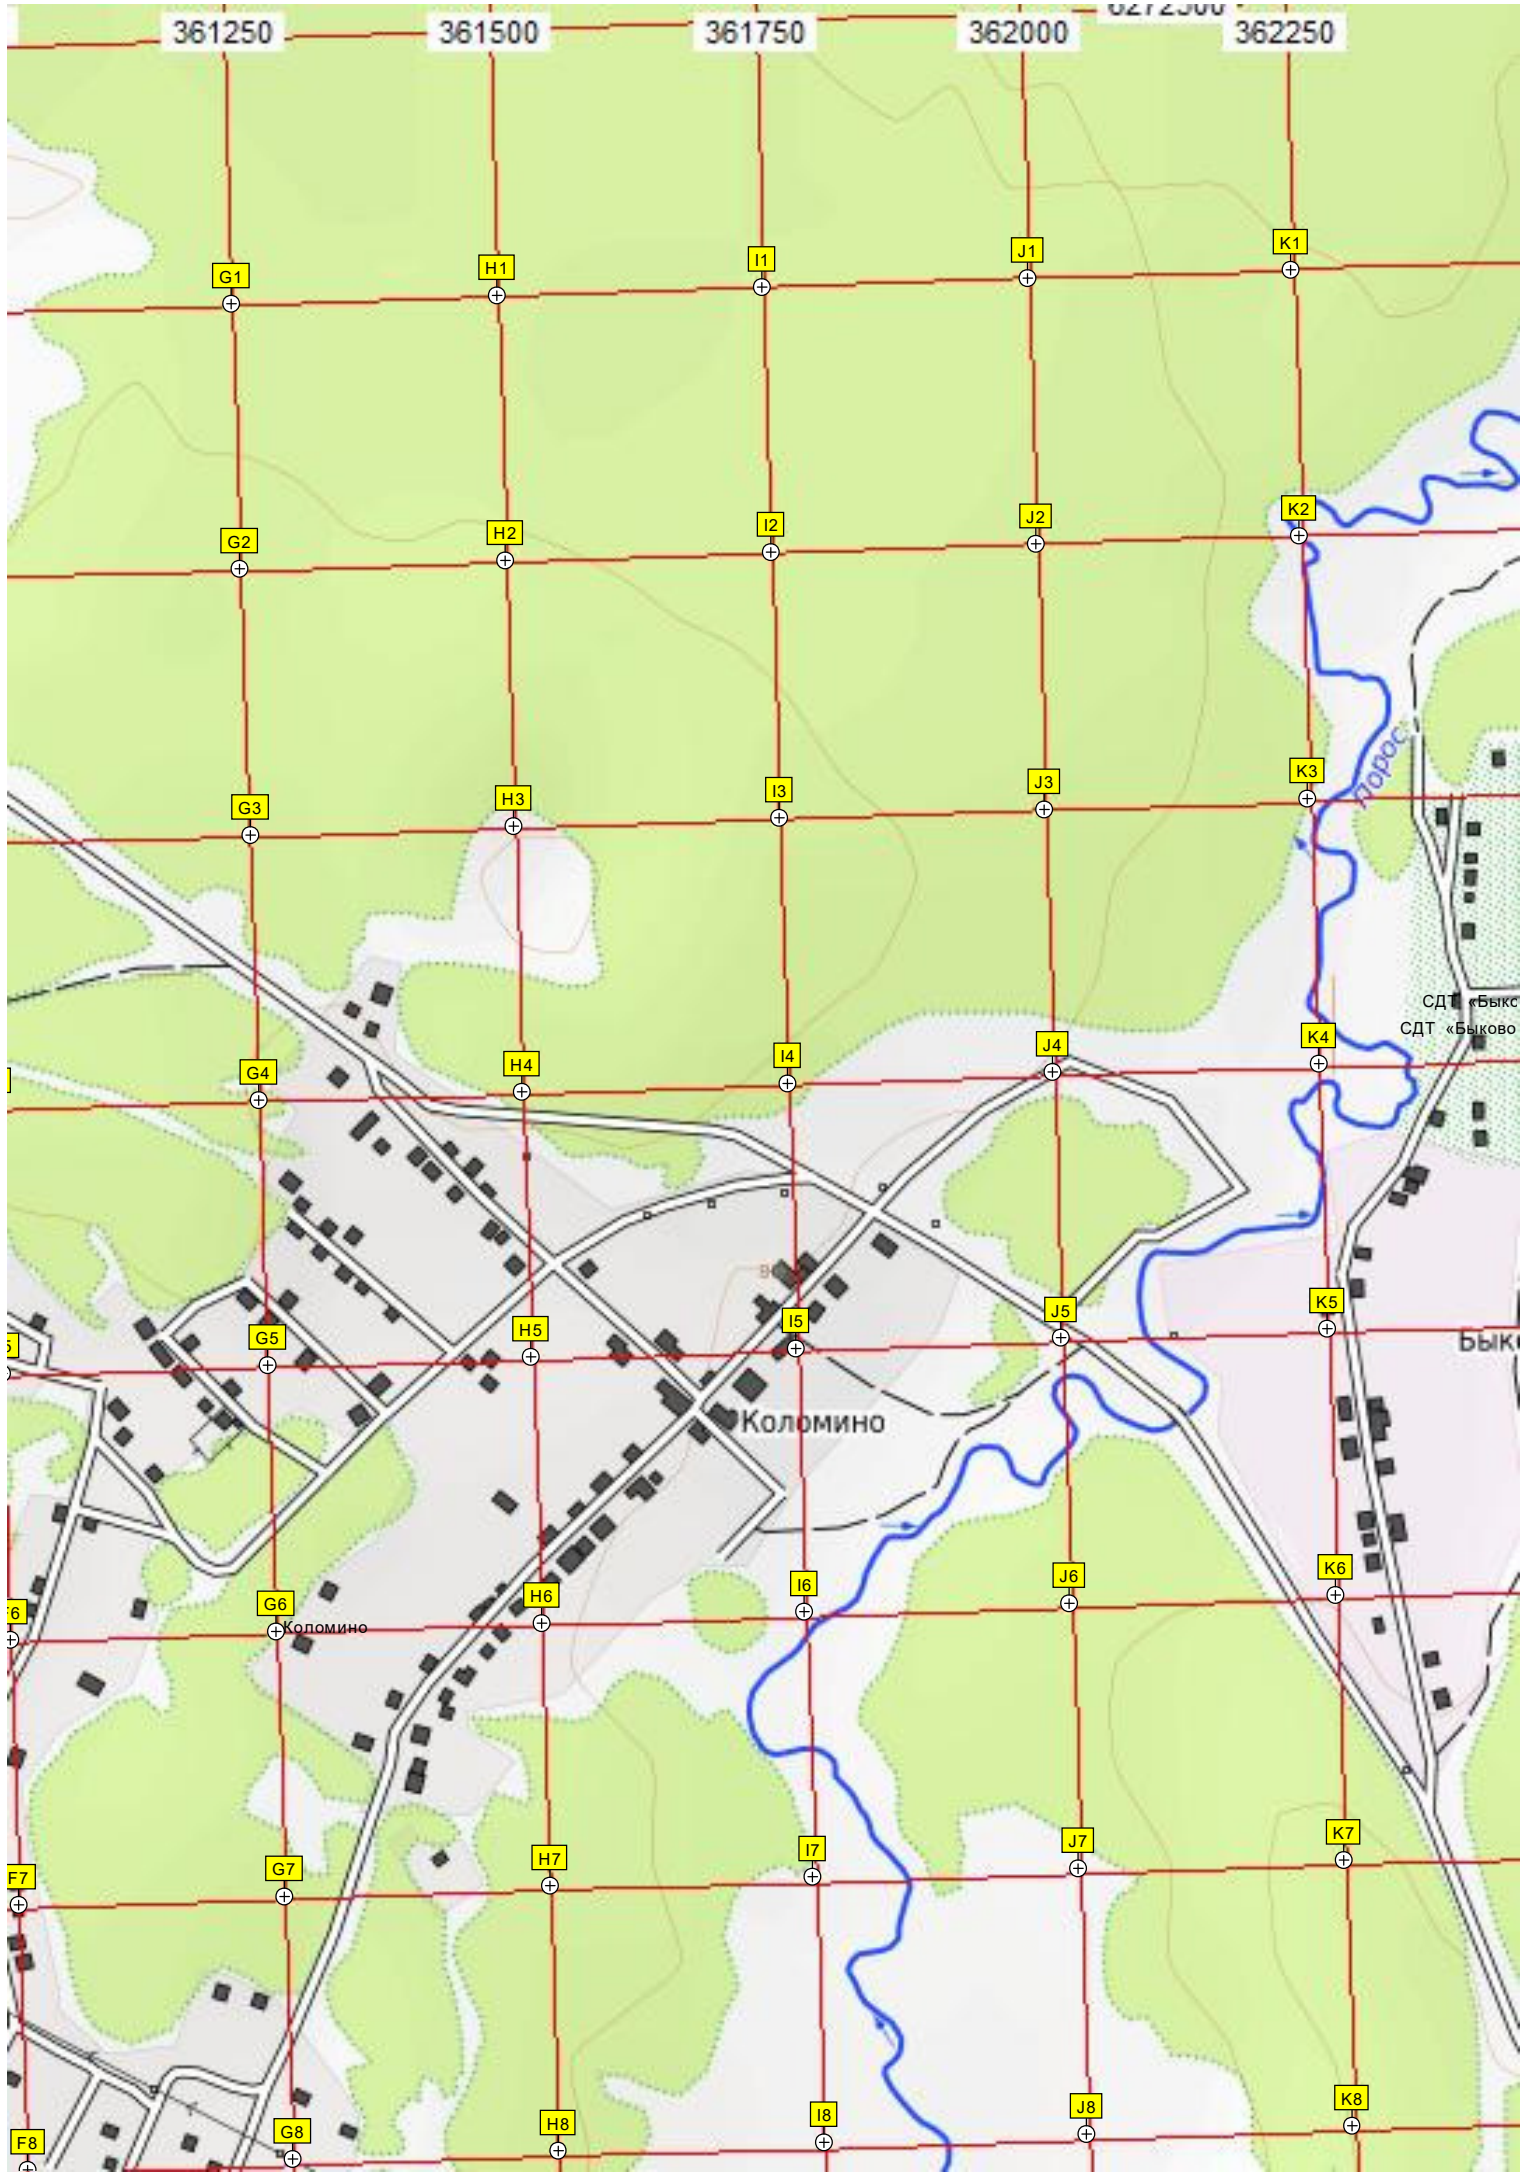 6272500
361250 361500 361750 362000 362250
G1 H1 I1 J1 K1
G2 H2 I2 J2 K2
Порос
G3 H3 I3 J3 K3
СДТ «Быко
СДТ «Быково
G4 H4 I4 J4 K4
G5 H5 I5 J5 K5
Бык
Коломино
F6 G6 H6 I6 J6 K6
Коломино
F7 G7 H7 I7 J7 K7
F8 G8 H8 I8 J8 K8